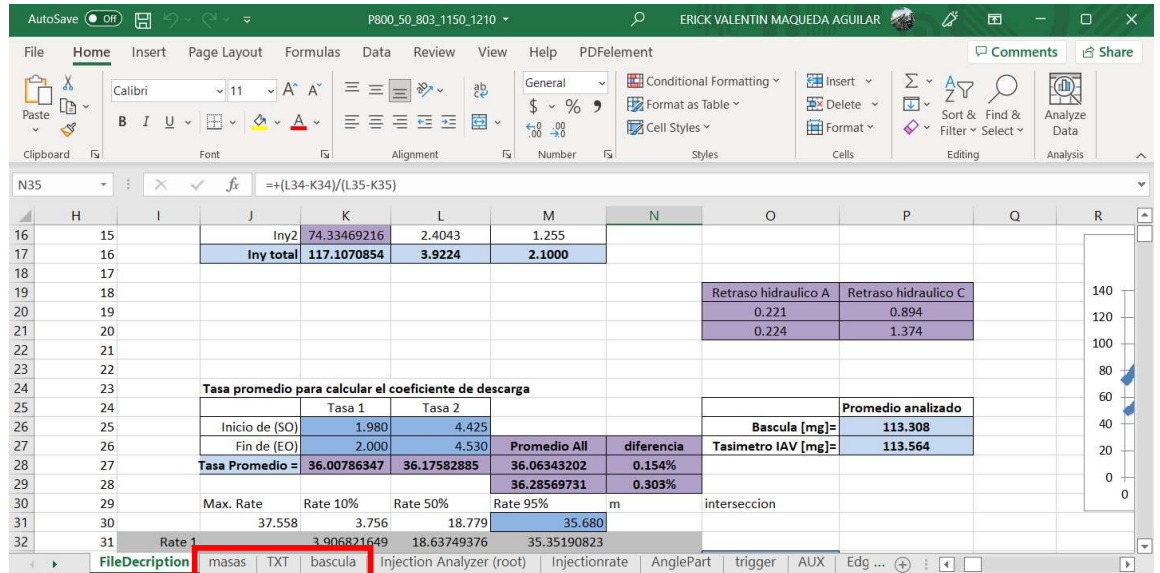 AutoSave Off P800_50_803_1150_1210 ERICK VALENTIN MAQUEDA AGUILAR
File Home Insert Page Layout Formulas Data Review View Help PDFelement Comments Share
Paste Calibri 11 A^ A˅ B I U A ab General $ % 9 Conditional Formatting Format as Table Cell Styles Insert Delete Format Sort & Filter Find & Select Analyze Data
Clipboard Font Alignment Number Styles Cells Editing Analysis
N35 fx =+(L34-K34)/(L35-K35)
H I J K L M N O P Q R
16 15 Iny2 74.33469216 2.4043 1.255
17 16 Iny total 117.1070854 3.9224 2.1000
18 17
19 18 Retraso hidraulico A Retraso hidraulico C 140
20 19 0.221 0.894 120
21 20 0.224 1.374 100
22 21
23 22 80
24 23 Tasa promedio para calcular el coeficiente de descarga
25 24 Tasa 1 Tasa 2 Promedio analizado 60
26 25 Inicio de (SO) 1.980 4.425 Bascula [mg]= 113.308 40
27 26 Fin de (EO) 2.000 4.530 Promedio All diferencia Tasimetro IAV [mg]= 113.564
28 27 Tasa Promedio = 36.00786347 36.17582885 36.06343202 0.154% 20
29 28 36.28569731 0.303% 0
30 29 Max. Rate Rate 10% Rate 50% Rate 95% m interseccion 0
31 30 37.558 3.756 18.779 35.680
32 31 Rate 1 3.906821649 18.63749376 35.35190823
FileDecription masas TXT bascula Injection Analyzer (root) Injectionrate AnglePart trigger AUX Edg ...